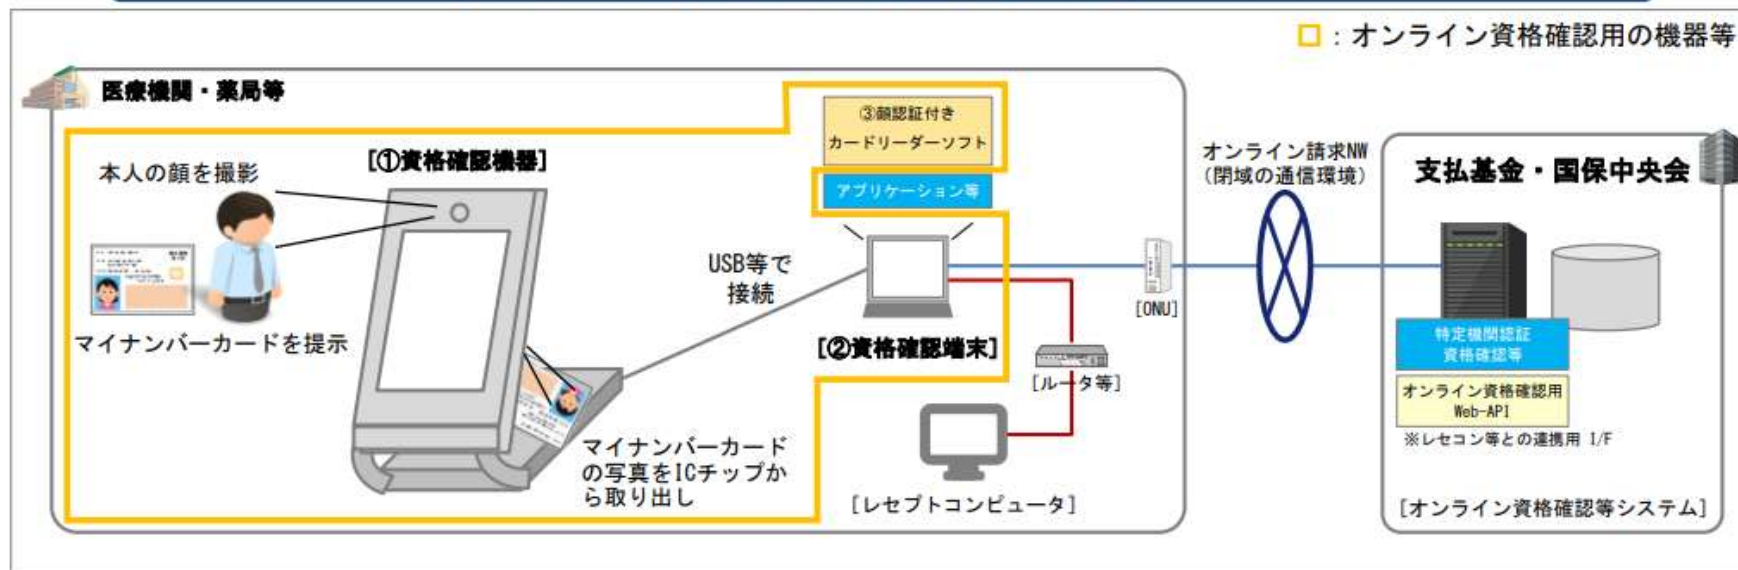 □：オンライン資格確認用の機器等
医療機関・薬局等
③顔認証付き
カードリーダーソフト
[①資格確認機器]
本人の顔を撮影
アプリケーション等
オンライン請求NW
（閉域の通信環境）
支払基金・国保中央会
USB等で
接続
[ONU]
マイナンバーカードを提示
[②資格確認端末]
[ルータ等]
特定機関認証
資格確認等
オンライン資格確認用
Web-API
※レセコン等との連携用 I/F
マイナンバーカード
の写真をICチップか
ら取り出し
[レセプトコンピュータ]
[オンライン資格確認等システム]